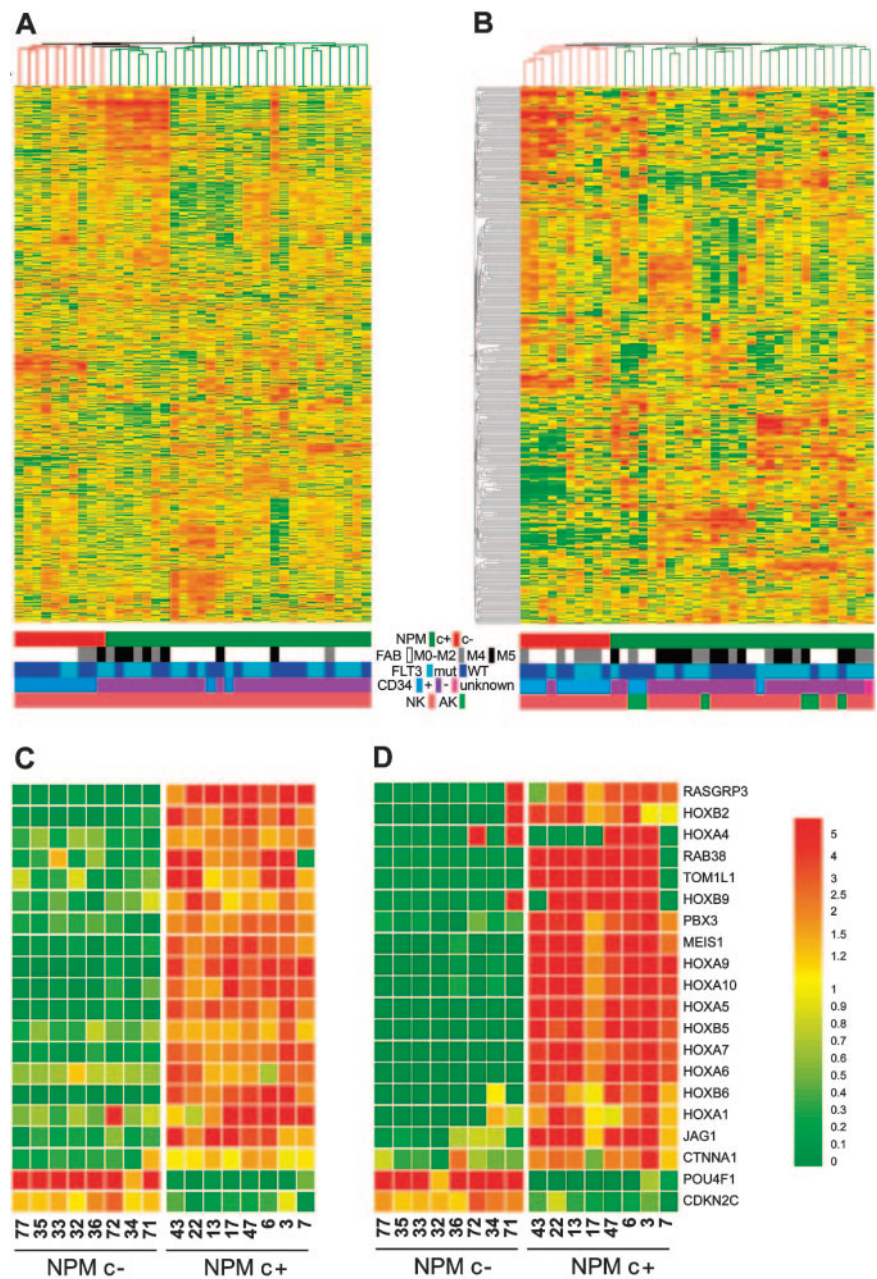 A
B
NPM c+ c-
FAB M0-M2 M4 M5
FLT3 mut WT
CD34 + - unknown
NK AK
C
D
RASGRP3
HOXB2
HOXA4
RAB38
TOM1L1
HOXB9
PBX3
MEIS1
HOXA9
HOXA10
HOXA5
HOXB5
HOXA7
HOXA6
HOXB6
HOXA1
JAG1
CTNNA1
POU4F1
CDKN2C
5
4
3
2.5
2
1.5
1.2
1
0.9
0.8
0.7
0.6
0.5
0.4
0.3
0.2
0.1
0
77 35 33 32 36 72 34 71 43 22 13 17 47 6 3 7
77 35 33 32 36 72 34 71 43 22 13 17 47 6 3 7
NPM c- NPM c+
NPM c- NPM c+